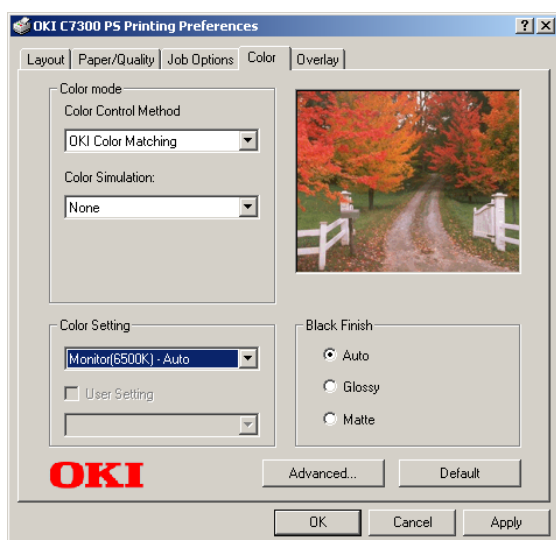 OKI C7300 PS Printing Preferences
Layout Paper/Quality Job Options Color Overlay
Color mode
Color Control Method
OKI Color Matching
Color Simulation:
None
Color Setting
Monitor(6500K) - Auto
User Setting
Black Finish
Auto
Glossy
Matte
OKI
Advanced... Default
OK Cancel Apply